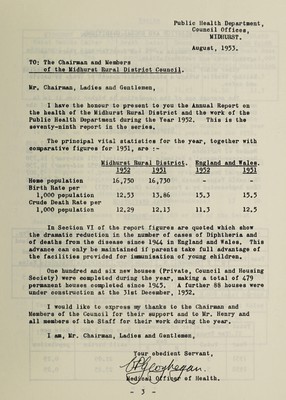 Public Health Department,
Council Offices,
MIDHURST.
August, 1953.
TO: The Chairman and Members
of the Midhurst Rural District Council.
Mr. Chairman, Ladies and Gentlemen,
I have the honour to present to you the Annual Report on
the health of the Midhurst Rural District and the work of the
Public Health Department during the Year 1952. This is the
seventy-ninth report in the series.
The principal vital statistics for the year, together with
comparative figures for 1951, are :-
Midhurst Rural District. England and Wales.
1952 1951 1952 1951
Home population 16,750 16,730 - -
Birth Rate per
1,000 population 12.53 13.86 15.3 15.5
Crude Death Rate per
1,000 population 12.29 12.13 11.3 12.5
In Section VI of the report figures are quoted which show
the dramatic reduction in the number of cases of Diphtheria and
of deaths from the disease since 1944 in England and Wales. This
advance can only be maintained if parents take full advantage of
the facilities provided for immunisation of young children.
One hundred and six new houses (Private, Council and Housing
Society) were completed during the year, making a total of 479
permanent houses completed since 1945. A further 88 houses were
under construction at the 31st December, 1952.
I would like to express my thanks to the Chairman and
Members of the Council for their support and to Mr. Henry and
all members of the Staff for their work during the year.
I am, Mr. Chairman, Ladies and Gentlemen,
Your obedient Servant,
Geoghegan.
Medical Officer of Health.
- 3 -